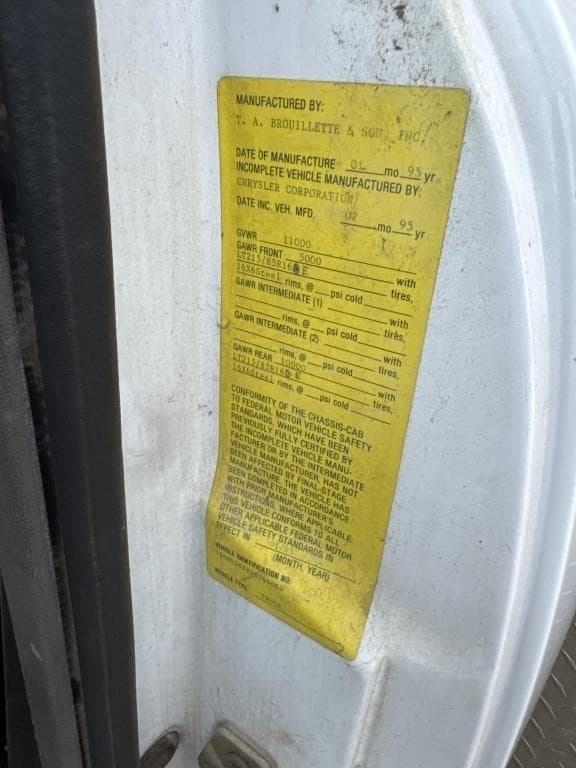 MANUFACTURED BY:
T. A. BROUILLETTE & SON, INC.
DATE OF MANUFACTURE 01 mo 95 yr
INCOMPLETE VEHICLE MANUFACTURED BY:
CHRYSLER CORPORATION/
DATE INC. VEH. MFD. 02 mo 95 yr
GVWR 11000
GAWR FRONT 5000 with
LT215/85R16 E tires,
16X6Steel rims, @ psi cold
GAWR INTERMEDIATE (1) with
tires,
rims, @ psi cold
GAWR INTERMEDIATE (2) with
tires,
rims, @ psi cold
GAWR REAR 10000 with
LT215/85R16 E tires,
16X6Steel rims, @ psi cold
CONFORMITY OF THE CHASSIS-CAB
TO FEDERAL MOTOR VEHICLE SAFETY
STANDARDS, WHICH HAVE BEEN
PREVIOUSLY FULLY CERTIFIED BY
THE INCOMPLETE VEHICLE MANU-
FACTURER OR BY THE INTERMEDIATE
VEHICLE MANUFACTURER, HAS NOT
BEEN AFFECTED BY FINAL-STAGE
MANUFACTURE. THE VEHICLE HAS
BEEN COMPLETED IN ACCORDANCE
WITH PRIOR MANUFACTURER'S
INSTRUCTIONS, WHERE APPLICABLE.
THIS VEHICLE CONFORMS TO ALL
OTHER APPLICABLE FEDERAL MOTOR
VEHICLE SAFETY STANDARDS IN
EFFECT IN
(MONTH, YEAR)
VEHICLE IDENTIFICATION NO:
VEHICLE TYPE: TRUCK